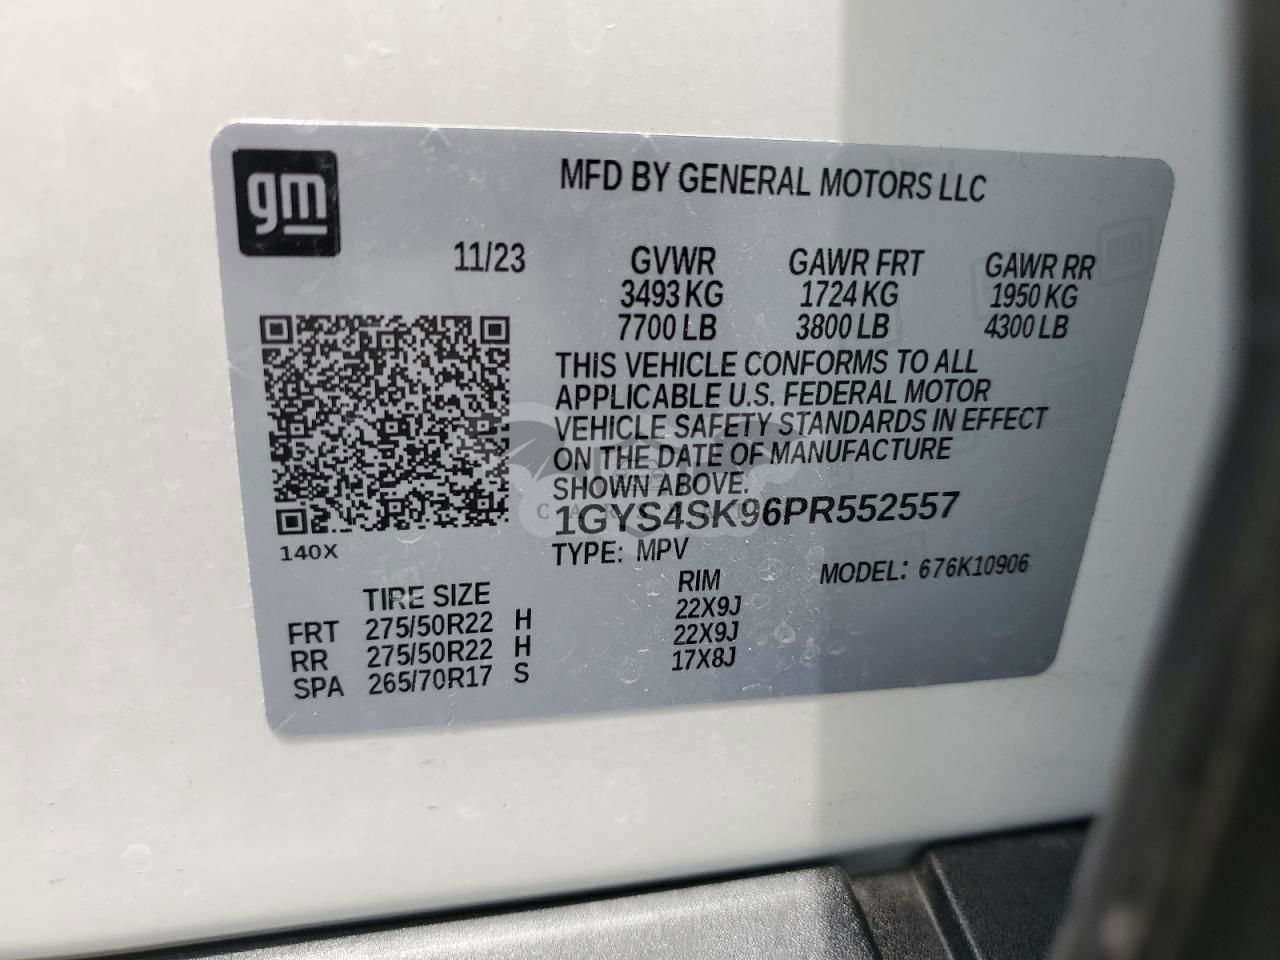 gm
MFD BY GENERAL MOTORS LLC
11/23 GVWR GAWR FRT GAWR RR
3493 KG 1724 KG 1950 KG
7700 LB 3800 LB 4300 LB
THIS VEHICLE CONFORMS TO ALL
APPLICABLE U.S. FEDERAL MOTOR
VEHICLE SAFETY STANDARDS IN EFFECT
ON THE DATE OF MANUFACTURE
SHOWN ABOVE.
1GYS4SK96PR552557
140X
TYPE: MPV
MODEL: 676K10906
TIRE SIZE RIM
FRT 275/50R22 H 22X9J
RR 275/50R22 H 22X9J
SPA 265/70R17 S 17X8J